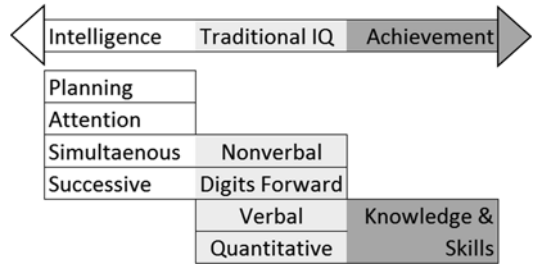 Intelligence Traditional IQ Achievement
Planning
Attention
Simultaenous Nonverbal
Successive Digits Forward
Verbal Knowledge &
Quantitative Skills